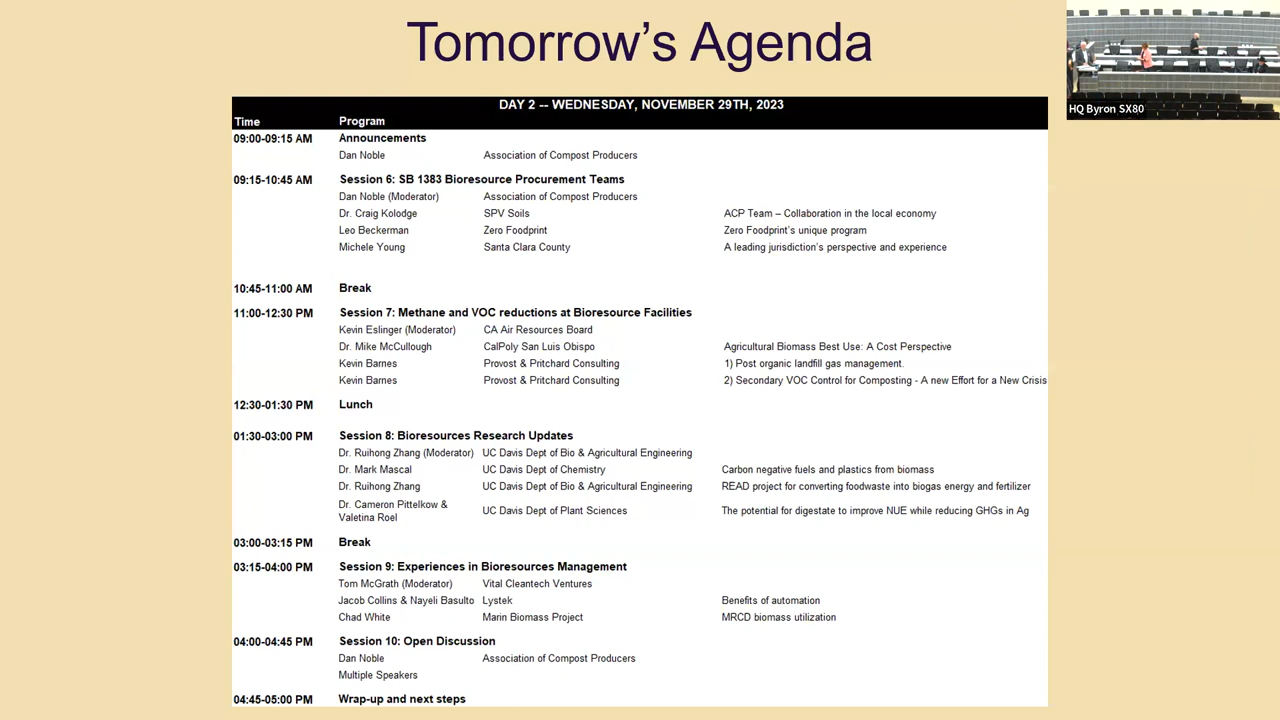 Tomorrow's Agenda
HQ Byron SX80
DAY 2 -- WEDNESDAY, NOVEMBER 29TH, 2023
Time Program
09:00-09:15 AM Announcements
Dan Noble Association of Compost Producers
09:15-10:45 AM Session 6: SB 1383 Bioresource Procurement Teams
Dan Noble (Moderator) Association of Compost Producers
Dr. Craig Kolodge SPV Soils ACP Team – Collaboration in the local economy
Leo Beckerman Zero Foodprint Zero Foodprint's unique program
Michele Young Santa Clara County A leading jurisdiction's perspective and experience
10:45-11:00 AM Break
11:00-12:30 PM Session 7: Methane and VOC reductions at Bioresource Facilities
Kevin Eslinger (Moderator) CA Air Resources Board
Dr. Mike McCullough CalPoly San Luis Obispo Agricultural Biomass Best Use: A Cost Perspective
Kevin Barnes Provost & Pritchard Consulting 1) Post organic landfill gas management.
Kevin Barnes Provost & Pritchard Consulting 2) Secondary VOC Control for Composting - A new Effort for a New Crisis
12:30-01:30 PM Lunch
01:30-03:00 PM Session 8: Bioresources Research Updates
Dr. Ruihong Zhang (Moderator) UC Davis Dept of Bio & Agricultural Engineering
Dr. Mark Mascal UC Davis Dept of Chemistry Carbon negative fuels and plastics from biomass
Dr. Ruihong Zhang UC Davis Dept of Bio & Agricultural Engineering READ project for converting foodwaste into biogas energy and fertilizer
Dr. Cameron Pittelkow &
Valetina Roel UC Davis Dept of Plant Sciences The potential for digestate to improve NUE while reducing GHGs in Ag
03:00-03:15 PM Break
03:15-04:00 PM Session 9: Experiences in Bioresources Management
Tom McGrath (Moderator) Vital Cleantech Ventures
Jacob Collins & Nayeli Basulto Lystek Benefits of automation
Chad White Marin Biomass Project MRCD biomass utilization
04:00-04:45 PM Session 10: Open Discussion
Dan Noble Association of Compost Producers
Multiple Speakers
04:45-05:00 PM Wrap-up and next steps